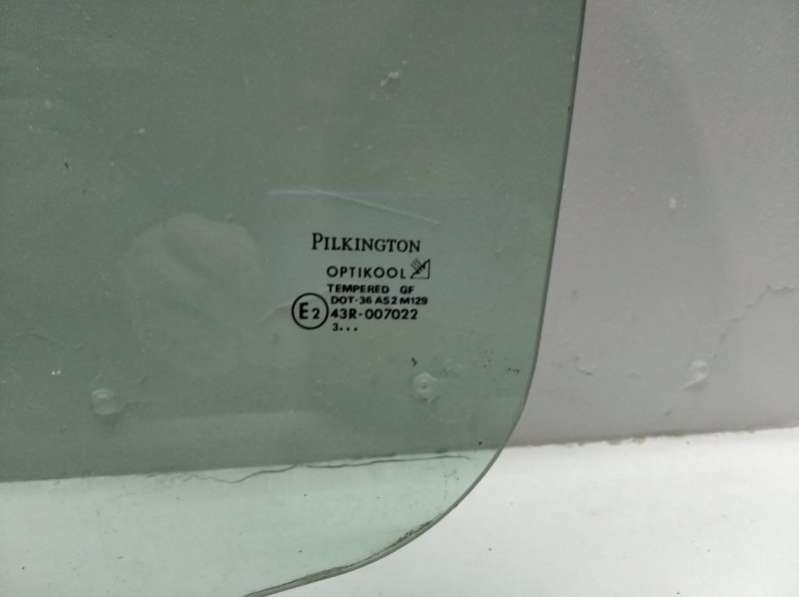 PILKINGTON
OPTIKOOL
TEMPERED GF
DOT-36 AS2 M129
E2 43R-007022
3...